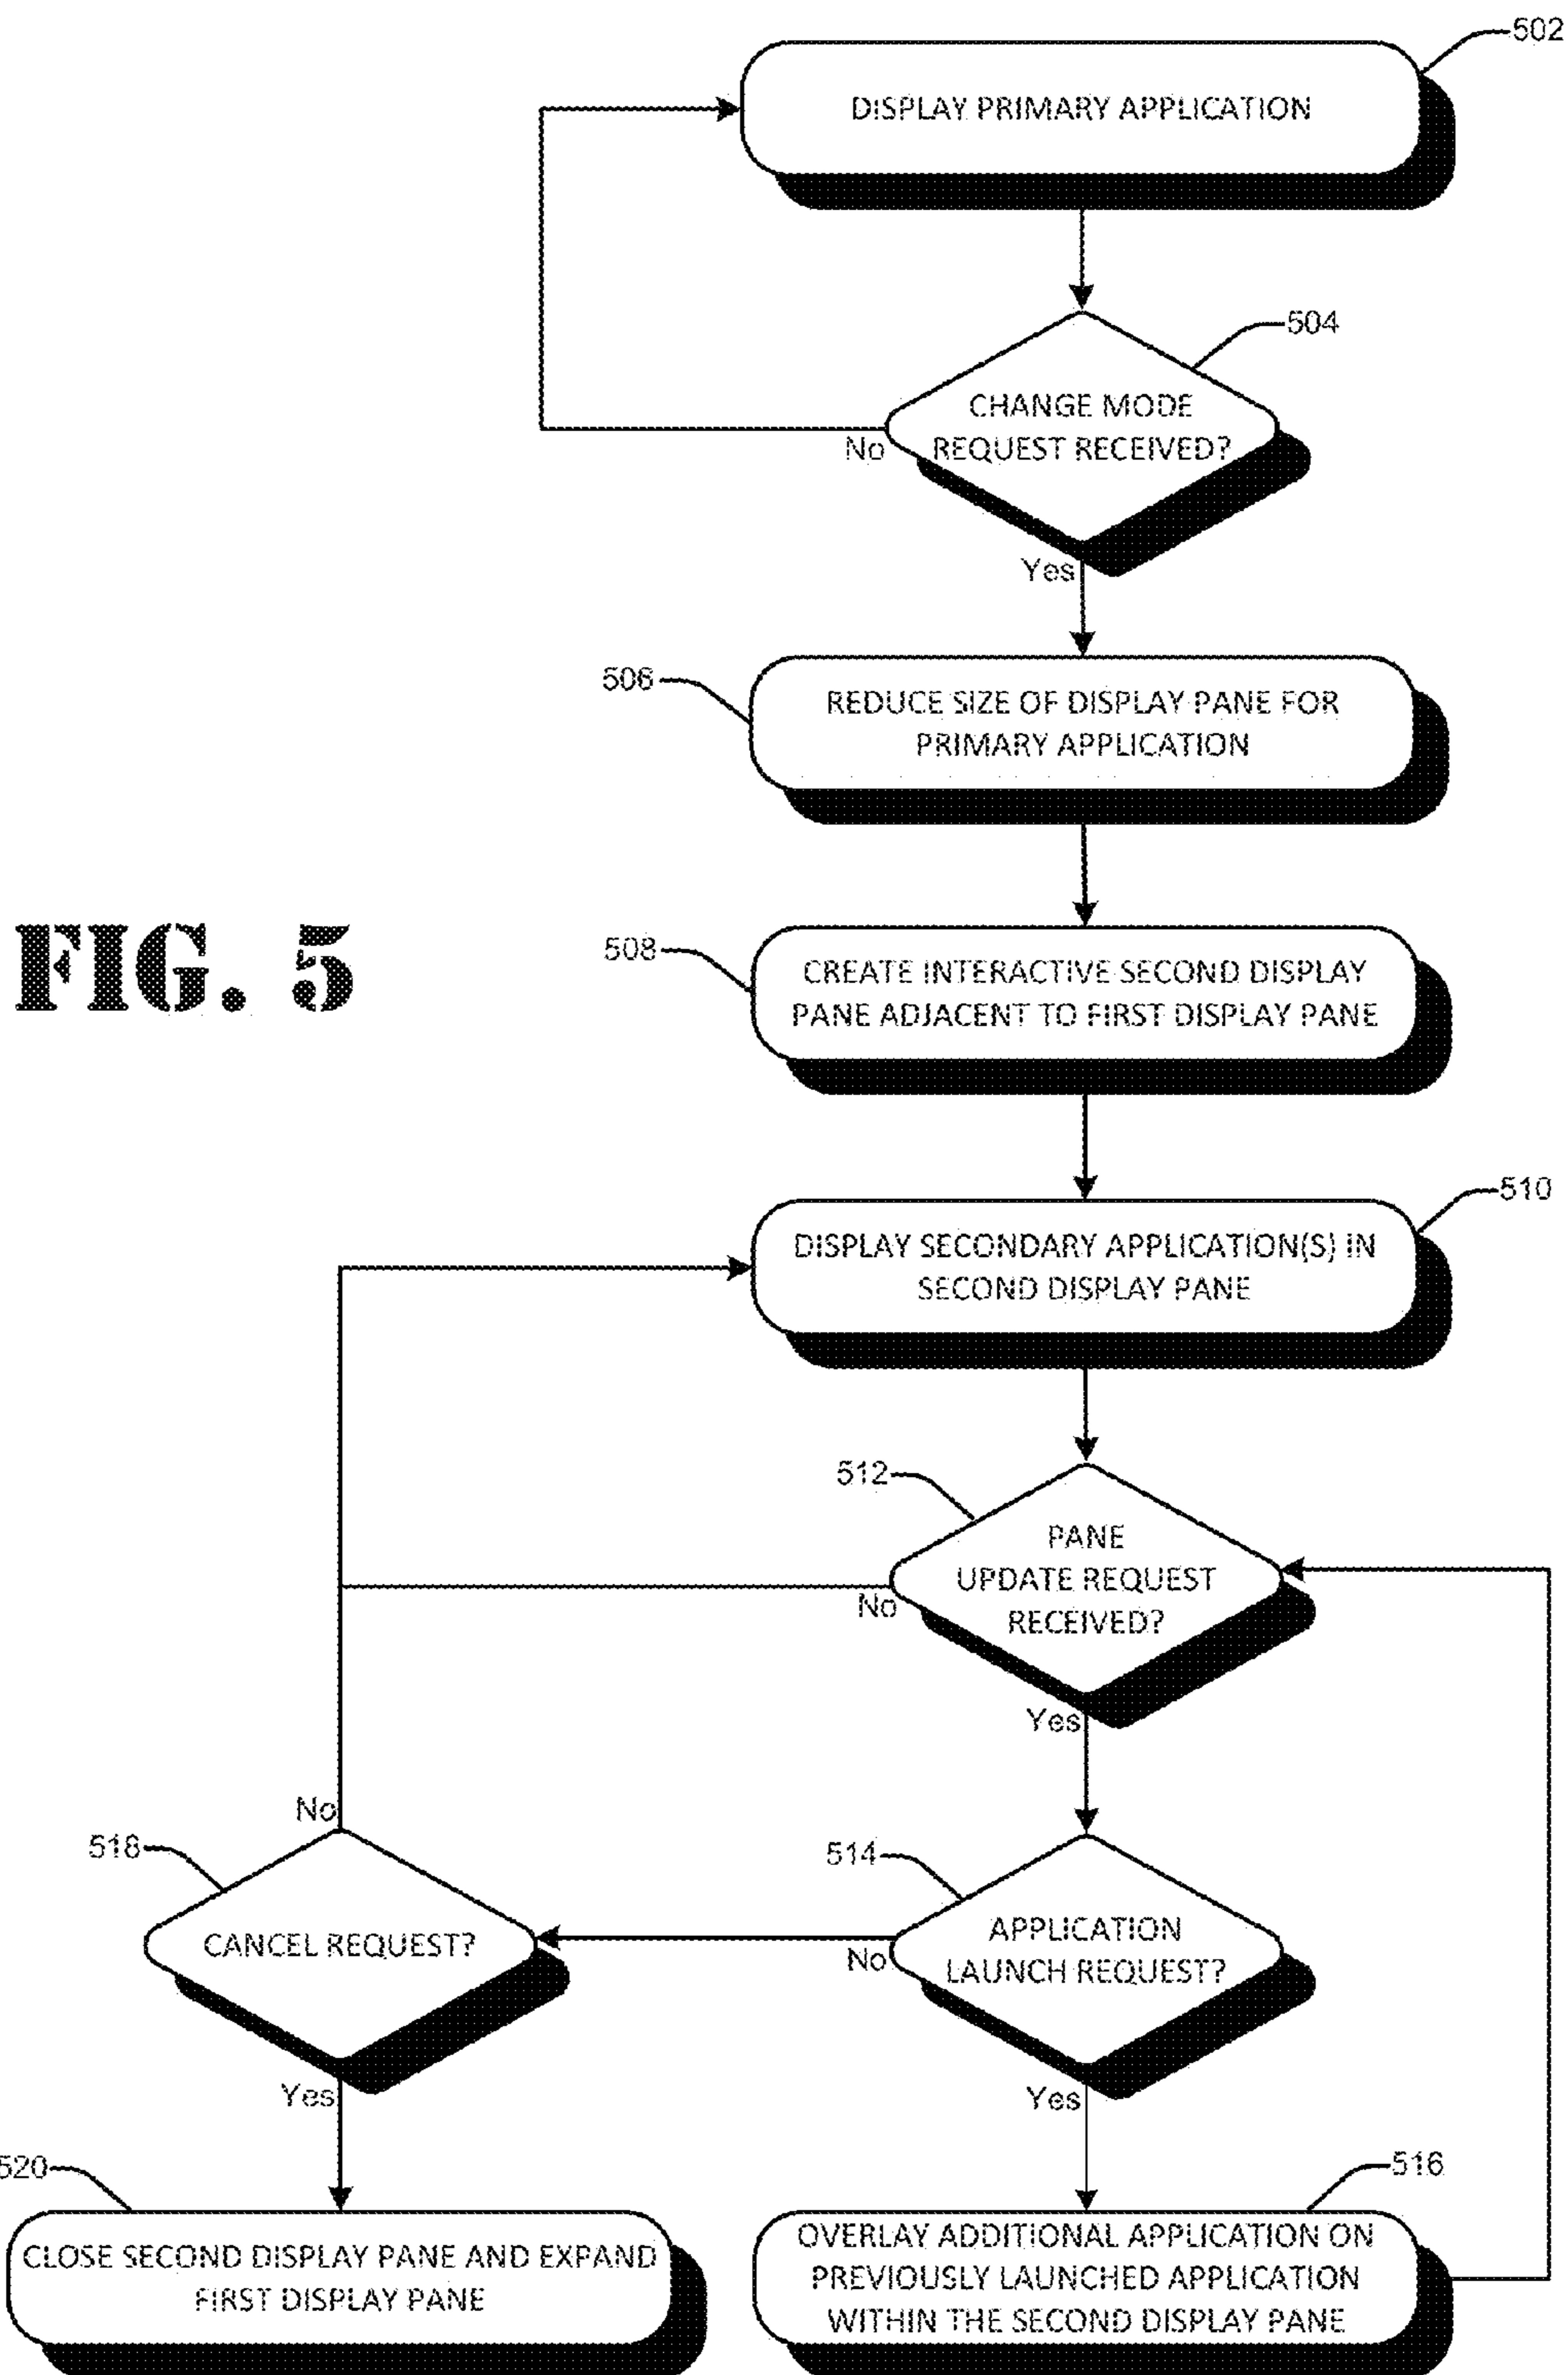 502
DISPLAY PRIMARY APPLICATION
504
CHANGE MODE
REQUEST RECEIVED?
No
Yes
506
REDUCE SIZE OF DISPLAY PANE FOR
PRIMARY APPLICATION
FIG. 5
508
CREATE INTERACTIVE SECOND DISPLAY
PANE ADJACENT TO FIRST DISPLAY PANE
510
DISPLAY SECONDARY APPLICATION(S) IN
SECOND DISPLAY PANE
512
PANE
UPDATE REQUEST
RECEIVED?
No
Yes
No
518
CANCEL REQUEST?
514
APPLICATION
LAUNCH REQUEST?
No
Yes
Yes
520
CLOSE SECOND DISPLAY PANE AND EXPAND
FIRST DISPLAY PANE
516
OVERLAY ADDITIONAL APPLICATION ON
PREVIOUSLY LAUNCHED APPLICATION
WITHIN THE SECOND DISPLAY PANE